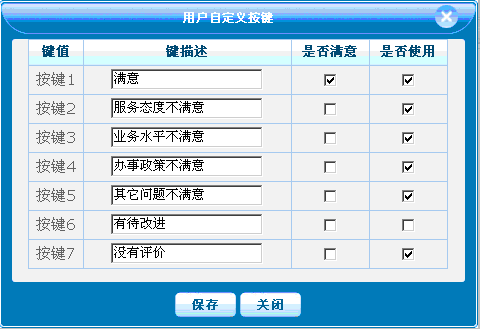 用户自定义按键
键值 键描述 是否满意 是否使用
按键1 满意
按键2 服务态度不满意
按键3 业务水平不满意
按键4 办事政策不满意
按键5 其它问题不满意
按键6 有待改进
按键7 没有评价
保存 关闭